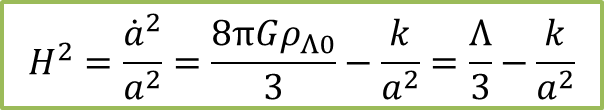 H² = ȧ²/a² = 8πGρ_Λ0/3 − k/a² = Λ/3 − k/a²